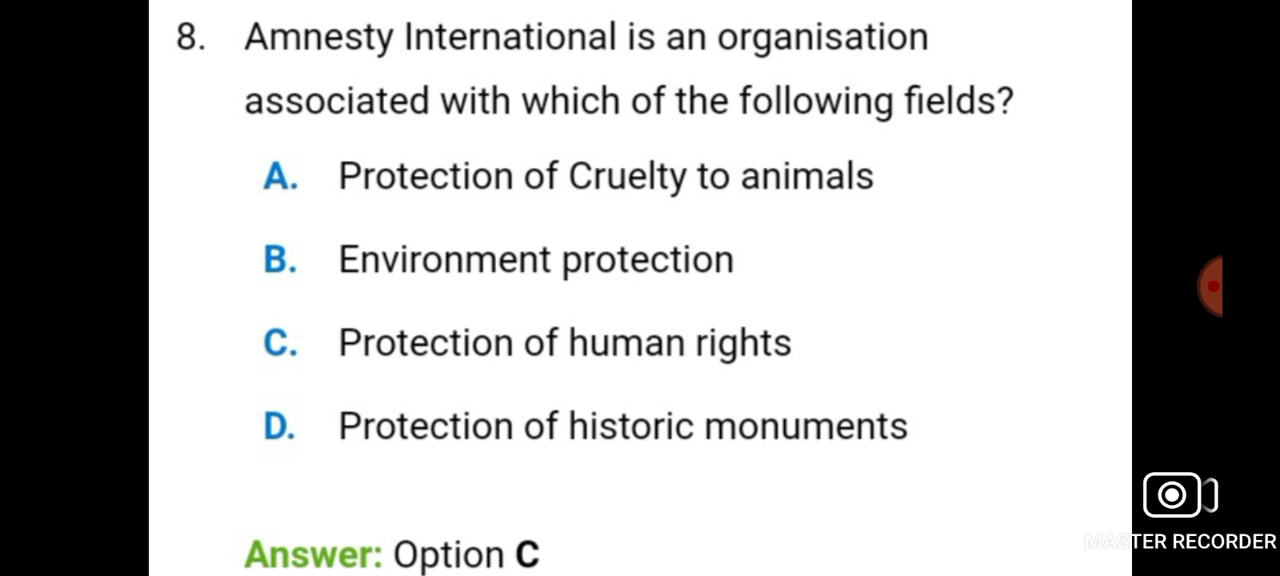 8. Amnesty International is an organisation
associated with which of the following fields?
A. Protection of Cruelty to animals
B. Environment protection
C. Protection of human rights
D. Protection of historic monuments
Answer: Option C
MASTER RECORDER